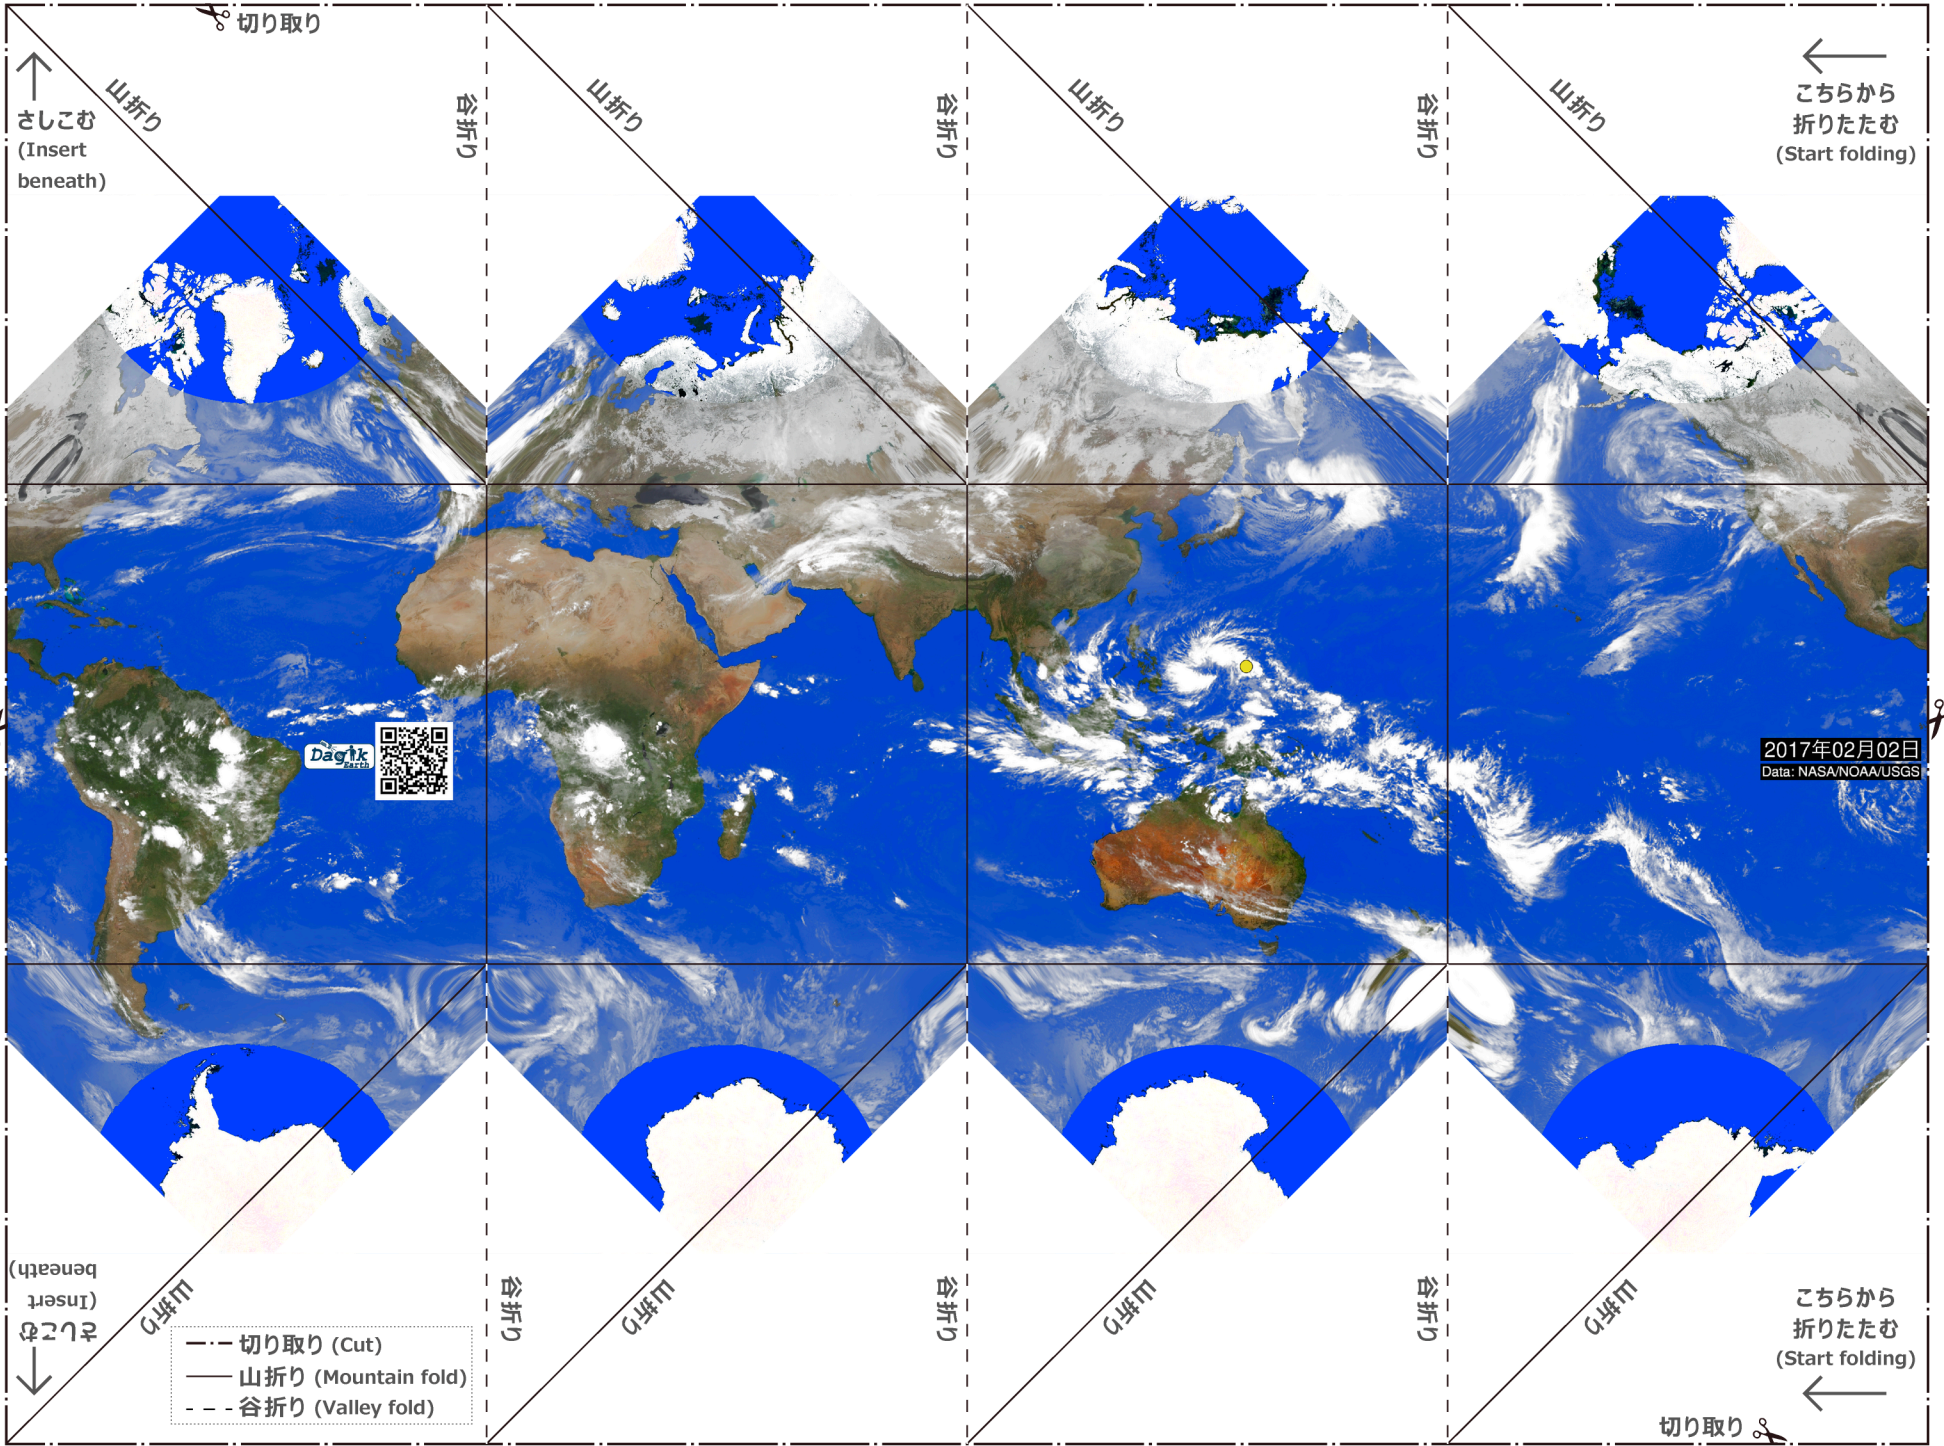 切り取り
山折り
谷折り
山折り
谷折り
山折り
谷折り
山折り
さしこむ
(Insert
beneath)
こちらから
折りたたむ
(Start folding)
Dagik
Earth
2017年02月02日
Data: NASA/NOAA/USGS
さしこむ
(Insert
beneath)
山折り
谷折り
山折り
谷折り
山折り
谷折り
山折り
こちらから
折りたたむ
(Start folding)
切り取り (Cut)
山折り (Mountain fold)
谷折り (Valley fold)
切り取り